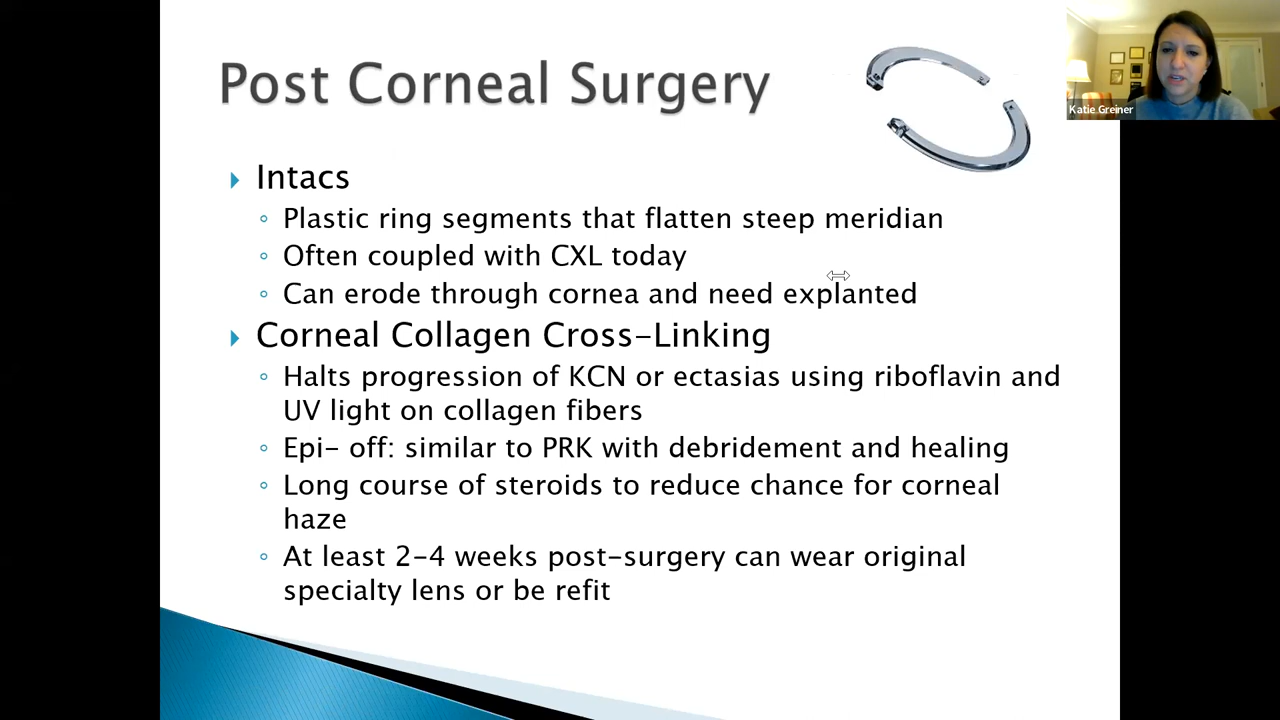 Post Corneal Surgery
Katie Greiner
Intacs
Plastic ring segments that flatten steep meridian
Often coupled with CXL today
Can erode through cornea and need explanted
Corneal Collagen Cross-Linking
Halts progression of KCN or ectasias using riboflavin and
UV light on collagen fibers
Epi- off: similar to PRK with debridement and healing
Long course of steroids to reduce chance for corneal
haze
At least 2-4 weeks post-surgery can wear original
specialty lens or be refit